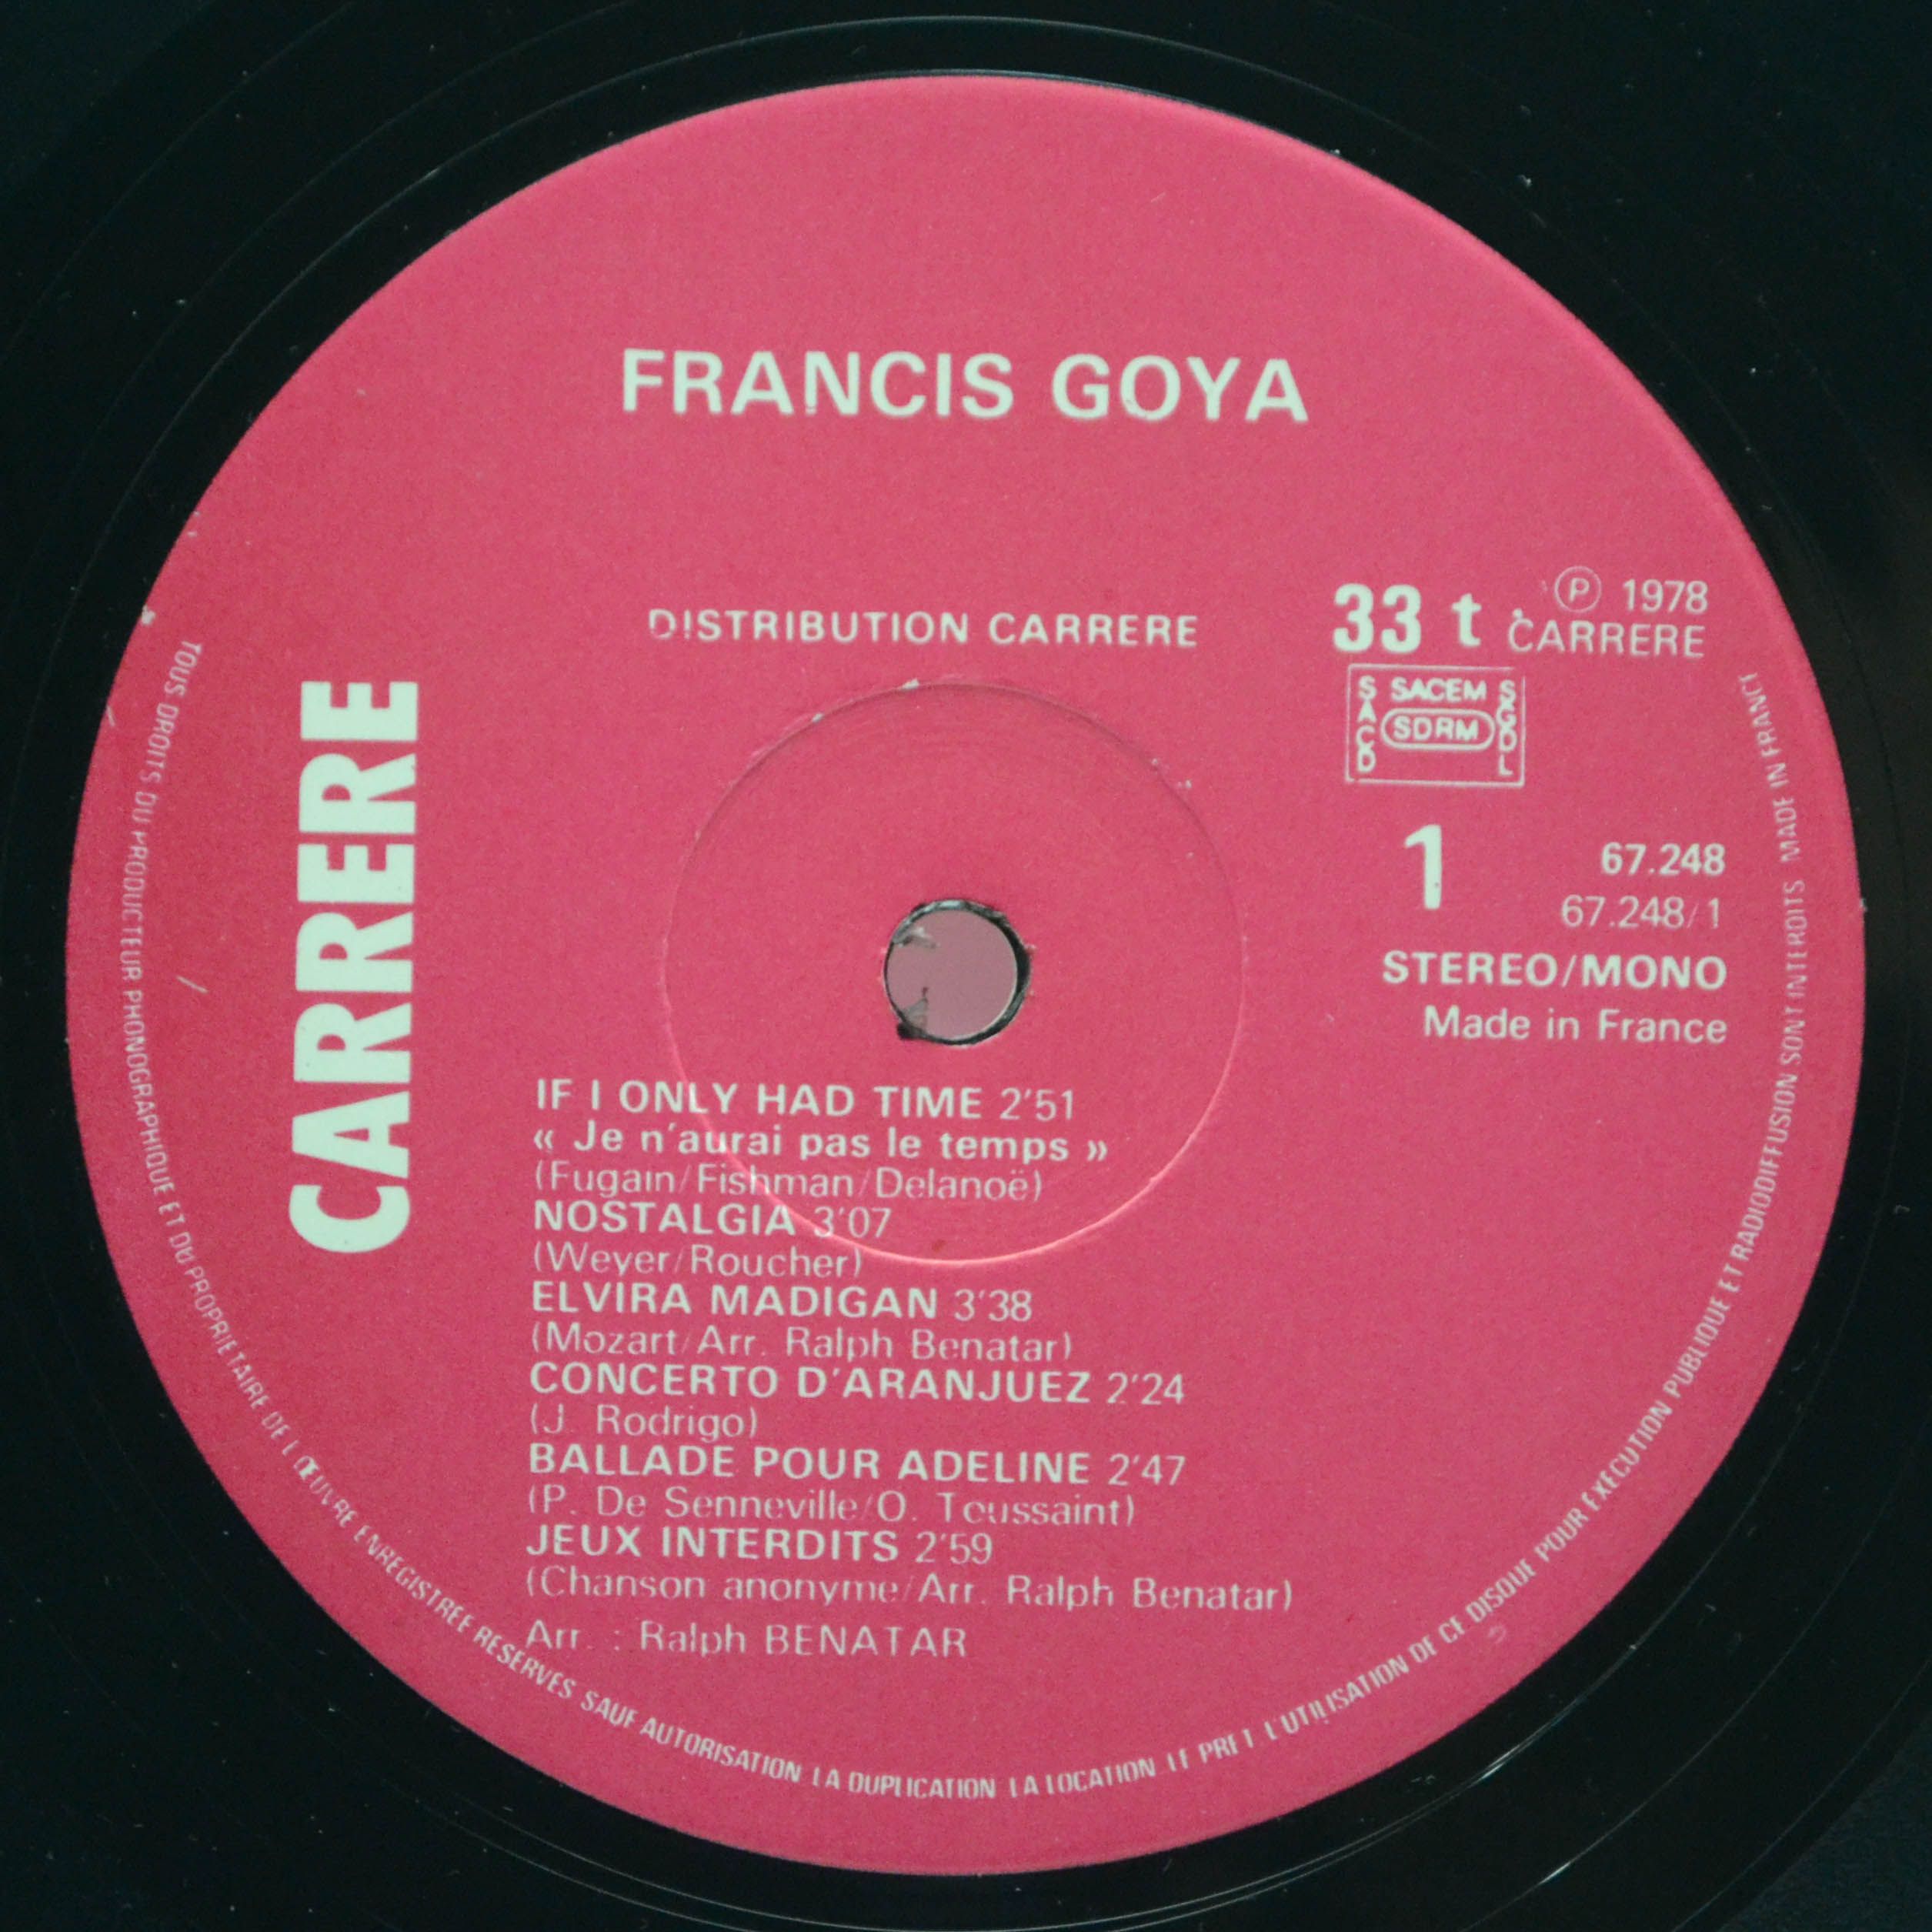 FRANCIS GOYA
DISTRIBUTION CARRERE
33 t.
Ⓟ 1978
CARRERE
SACEM
SACD
SDRM
SGDL
CARRERE
1
67.248
67.248/1
STEREO/MONO
Made in France
IF I ONLY HAD TIME 2'51
« Je n'aurai pas le temps »
(Fugain/Fishman/Delanoë)
NOSTALGIA 3'07
(Weyer/Roucher)
ELVIRA MADIGAN 3'38
(Mozart/Arr. Ralph Benatar)
CONCERTO D'ARANJUEZ 2'24
(J. Rodrigo)
BALLADE POUR ADELINE 2'47
(P. De Senneville/O. Toussaint)
JEUX INTERDITS 2'59
(Chanson anonyme/Arr. Ralph Benatar)
Arr. : Ralph BENATAR
TOUS DROITS DU PRODUCTEUR PHONOGRAPHIQUE ET DU PROPRIETAIRE DE L'ŒUVRE ENREGISTREE RESERVES SAUF AUTORISATION LA DUPLICATION LA LOCATION LE PRET L'UTILISATION DE CE DISQUE POUR EXECUTION PUBLIQUE ET RADIODIFFUSION SONT INTERDITS MADE IN FRANCE